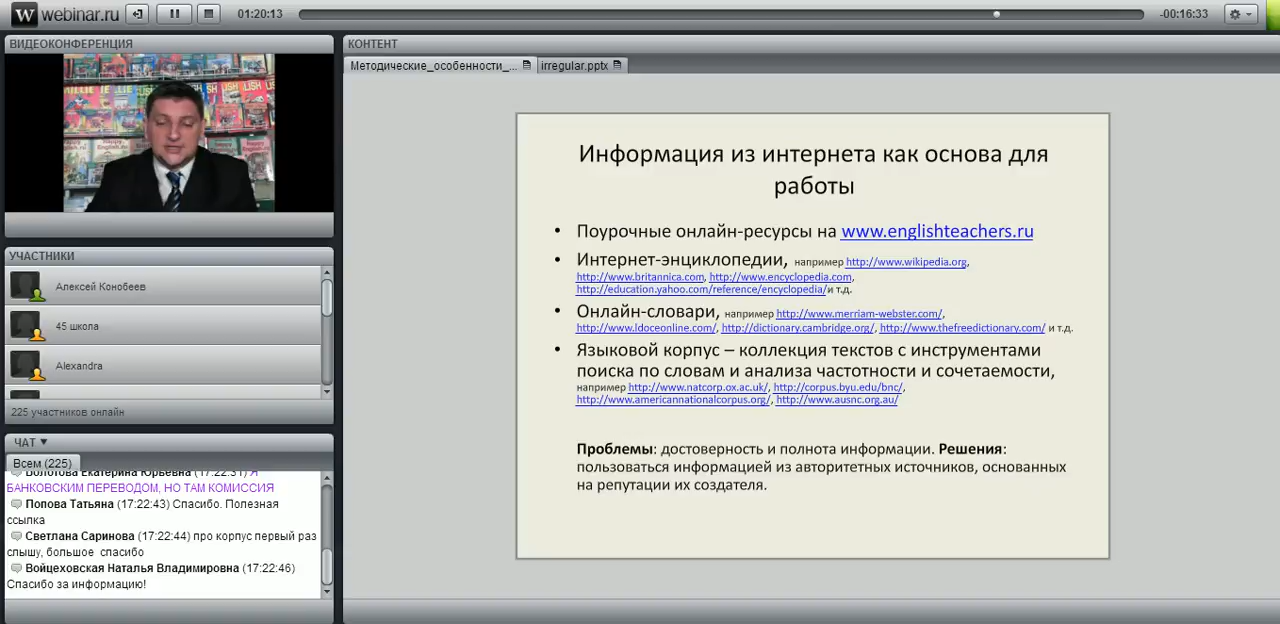 W webinar.ru
01:20:13
-00:16:33
ВИДЕОКОНФЕРЕНЦИЯ
УЧАСТНИКИ
Алексей Конобеев
45 школа
Alexandra
225 участников онлайн
ЧАТ
Всем (225)
Болотова Екатерина Юрьевна (17:22:31) Я
БАНКОВСКИМ ПЕРЕВОДОМ, НО ТАМ КОМИССИЯ
Попова Татьяна (17:22:43) Спасибо. Полезная
ссылка
Светлана Саринова (17:22:44) про корпус первый раз
слышу, большое спасибо
Войцеховская Наталья Владимировна (17:22:46)
Спасибо за информацию!
КОНТЕНТ
Методические_особенности_...
irregular.pptx
Информация из интернета как основа для
работы
• Поурочные онлайн-ресурсы на www.englishteachers.ru
• Интернет-энциклопедии, например http://www.wikipedia.org,
http://www.britannica.com, http://www.encyclopedia.com,
http://education.yahoo.com/reference/encyclopedia/и т.д.
• Онлайн-словари, например http://www.merriam-webster.com/,
http://www.ldoceonline.com/, http://dictionary.cambridge.org/, http://www.thefreedictionary.com/ и т.д.
• Языковой корпус – коллекция текстов с инструментами
поиска по словам и анализа частотности и сочетаемости,
например http://www.natcorp.ox.ac.uk/, http://corpus.byu.edu/bnc/,
http://www.americannationalcorpus.org/, http://www.ausnc.org.au/
Проблемы: достоверность и полнота информации. Решения:
пользоваться информацией из авторитетных источников, основанных
на репутации их создателя.